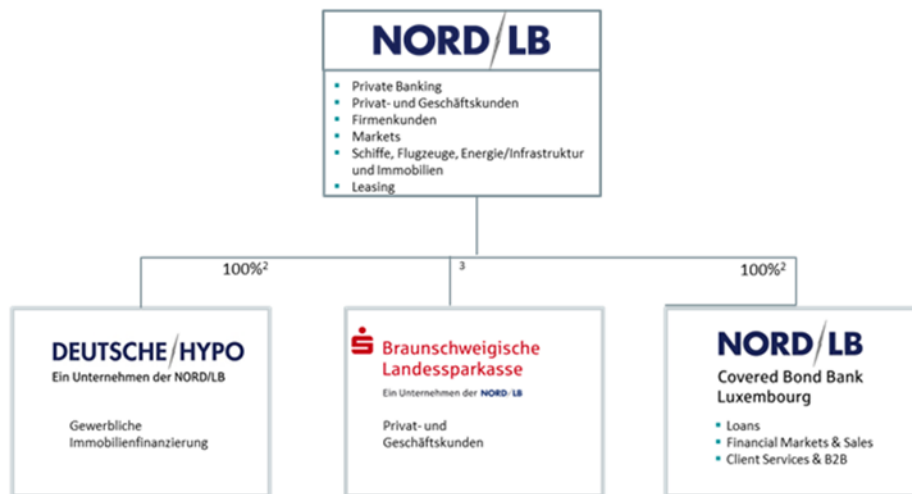 NORD/LB
▪ Private Banking
▪ Privat- und Geschäftskunden
▪ Firmenkunden
▪ Markets
▪ Schiffe, Flugzeuge, Energie/Infrastruktur
und Immobilien
▪ Leasing
100%²
³
100%²
DEUTSCHE/HYPO
Ein Unternehmen der NORD/LB
Gewerbliche
Immobilienfinanzierung
Braunschweigische
Landessparkasse
Ein Unternehmen der NORD/LB
Privat- und
Geschäftskunden
NORD/LB
Covered Bond Bank
Luxembourg
▪ Loans
▪ Financial Markets & Sales
▪ Client Services & B2B